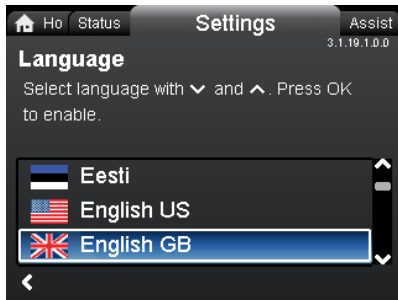 Ho Status Settings Assist
3.1.19.1.0.0
Language
Select language with and . Press OK
to enable.
Eesti
English US
English GB